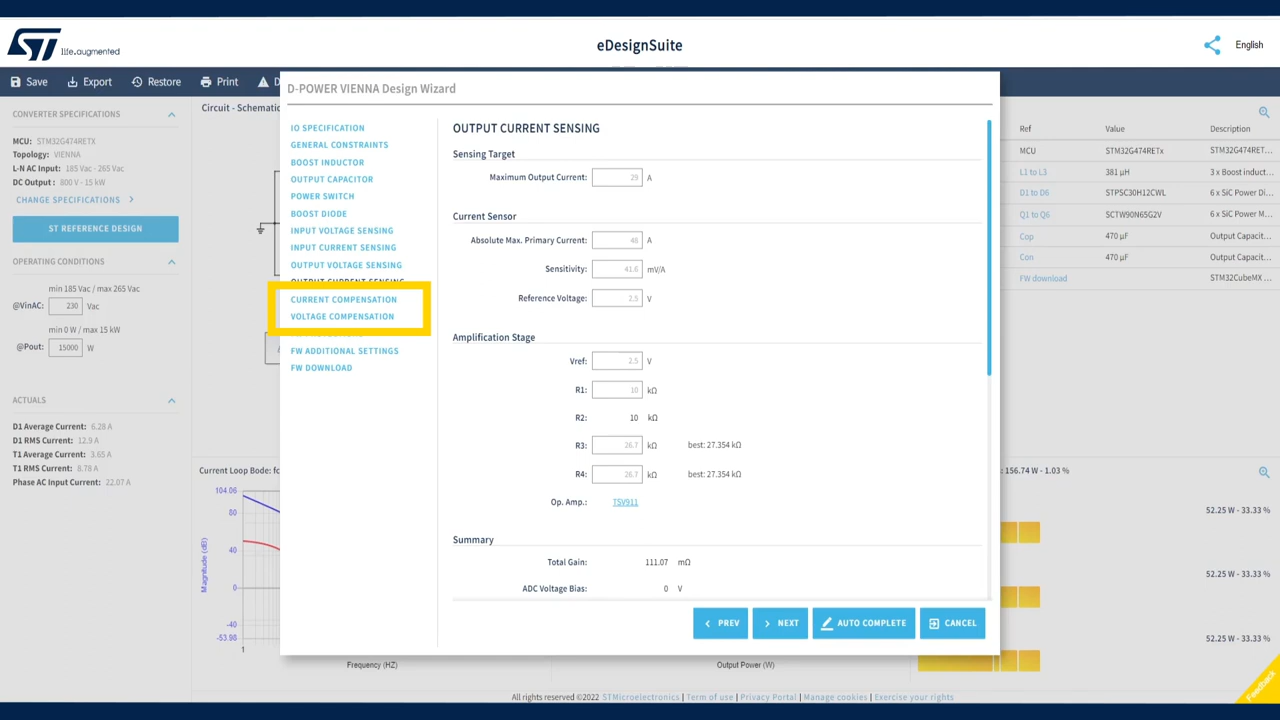 ST life.augmented
eDesignSuite
English
Save
Export
Restore
Print
D-POWER VIENNA Design Wizard
CONVERTER SPECIFICATIONS
MCU: STM32G474RETX
Topology: VIENNA
L-N AC Input: 185 Vac - 265 Vac
DC Output : 800 V - 15 kW
CHANGE SPECIFICATIONS
ST REFERENCE DESIGN
OPERATING CONDITIONS
min 185 Vac / max 265 Vac
@VinAC: 230 Vac
min 0 W / max 15 kW
@Pout: 15000 W
ACTUALS
D1 Average Current: 6.28 A
D1 RMS Current: 12.9 A
T1 Average Current: 3.65 A
T1 RMS Current: 8.78 A
Phase AC Input Current: 22.07 A
Circuit - Schematic
IO SPECIFICATION
GENERAL CONSTRAINTS
BOOST INDUCTOR
OUTPUT CAPACITOR
POWER SWITCH
BOOST DIODE
INPUT VOLTAGE SENSING
INPUT CURRENT SENSING
OUTPUT VOLTAGE SENSING
OUTPUT CURRENT SENSING
CURRENT COMPENSATION
VOLTAGE COMPENSATION
FW ADDITIONAL SETTINGS
FW DOWNLOAD
OUTPUT CURRENT SENSING
Sensing Target
Maximum Output Current: 29 A
Current Sensor
Absolute Max. Primary Current: 48 A
Sensitivity: 41.6 mV/A
Reference Voltage: 2.5 V
Amplification Stage
Vref: 2.5 V
R1: 10 kΩ
R2: 10 kΩ
R3: 26.7 kΩ best: 27.354 kΩ
R4: 26.7 kΩ best: 27.354 kΩ
Op. Amp.: TSV911
Summary
Total Gain: 111.07 mΩ
ADC Voltage Bias: 0 V
PREV
NEXT
AUTO COMPLETE
CANCEL
Ref Value Description
MCU STM32G474RETx STM32G474RET...
L1 to L3 381 µH 3 x Boost induct...
D1 to D6 STPSC30H12CWL 6 x SiC Power Di...
Q1 to Q6 SCTW90N65G2V 6 x SiC Power M...
Cop 470 µF Output Capacit...
Con 470 µF Output Capacit...
FW download STM32CubeMX ...
Current Loop Bode: fc
104.06
80
40
0
-40
-53.98
1
Magnitude (dB)
Frequency (HZ)
Output Power (W)
: 156.74 W - 1.03 %
52.25 W - 33.33 %
52.25 W - 33.33 %
52.25 W - 33.33 %
All rights reserved ©2022 STMicroelectronics | Term of use | Privacy Portal | Manage cookies | Exercise your rights
Feedback